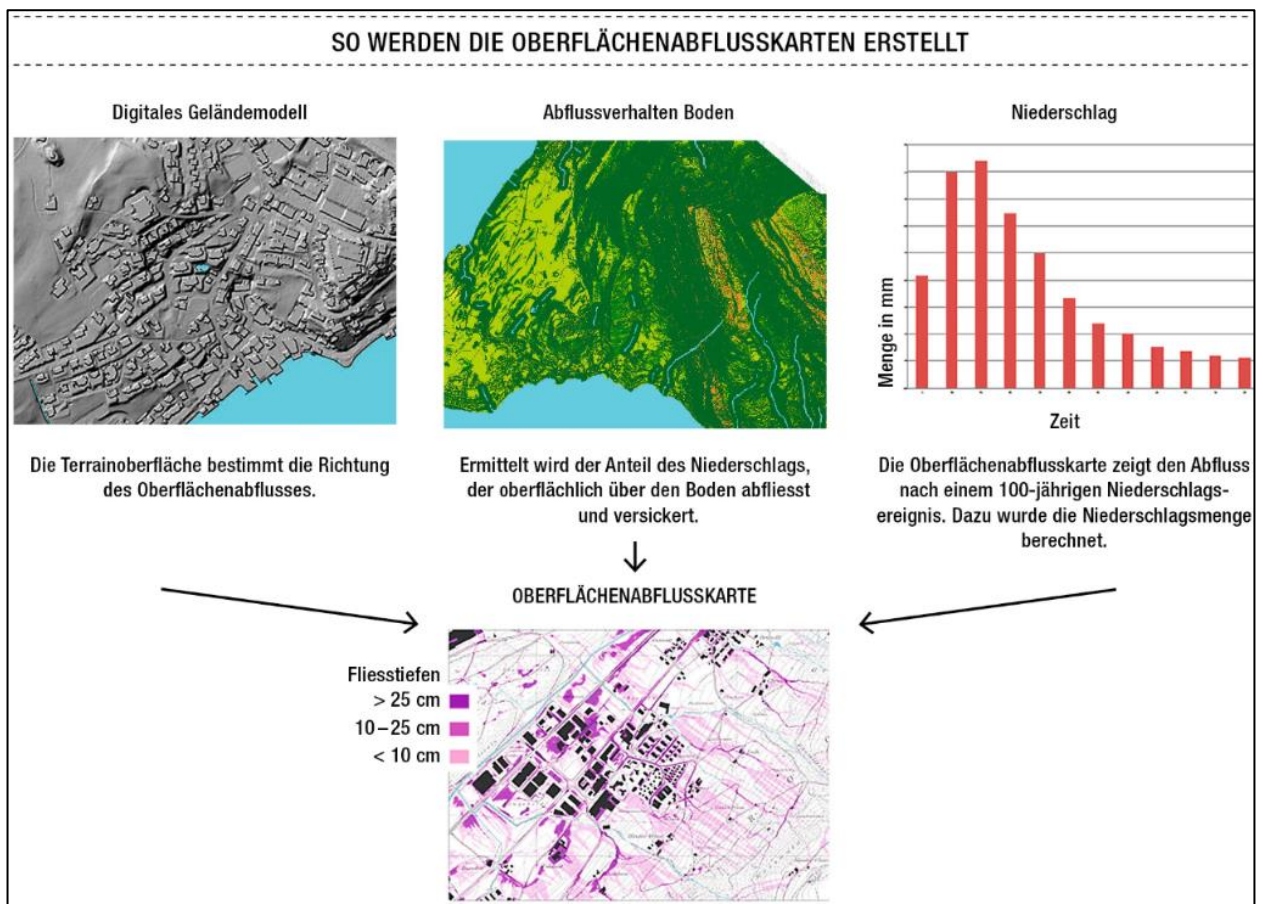 SO WERDEN DIE OBERFLÄCHENABFLUSSKARTEN ERSTELLT
Digitales Geländemodell
Die Terrainoberfläche bestimmt die Richtung
des Oberflächenabflusses.
Abflussverhalten Boden
Ermittelt wird der Anteil des Niederschlags,
der oberflächlich über den Boden abfliesst
und versickert.
Niederschlag
Menge in mm
Zeit
Die Oberflächenabflusskarte zeigt den Abfluss
nach einem 100-jährigen Niederschlags-
ereignis. Dazu wurde die Niederschlagsmenge
berechnet.
OBERFLÄCHENABFLUSSKARTE
Fliesstiefen
> 25 cm
10–25 cm
< 10 cm